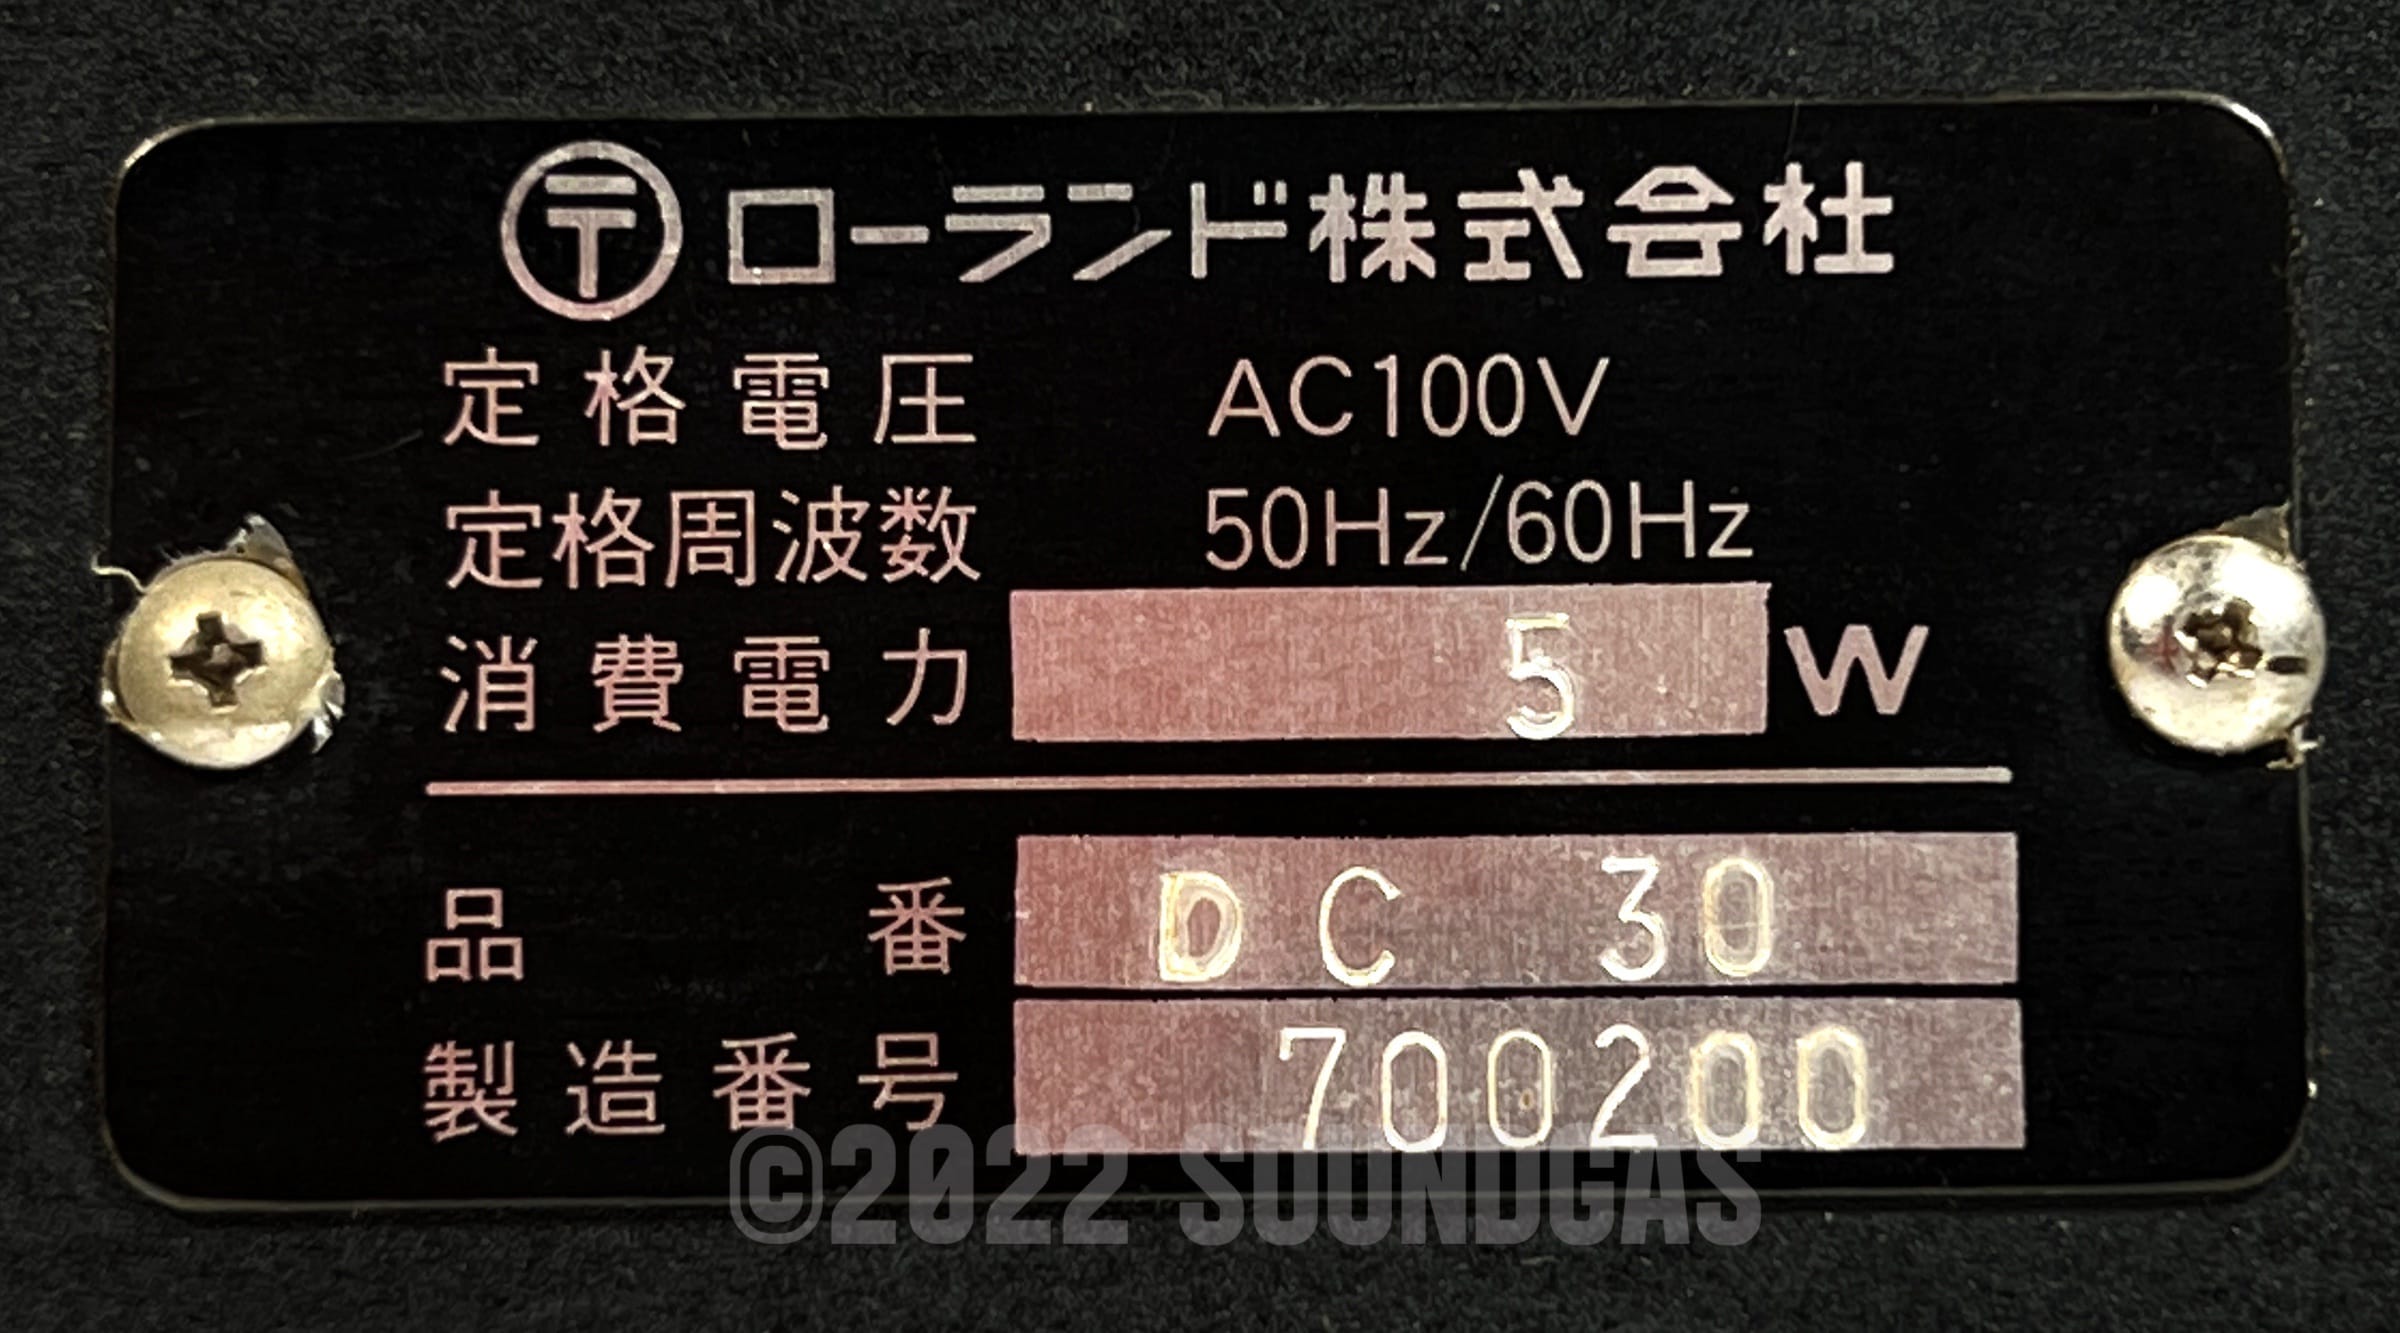 〶 ローランド株式会社
定格電圧 AC100V
定格周波数 50Hz/60Hz
消費電力 5 W
品番 DC 30
製造番号 700200
©2022 SOUNDGAS